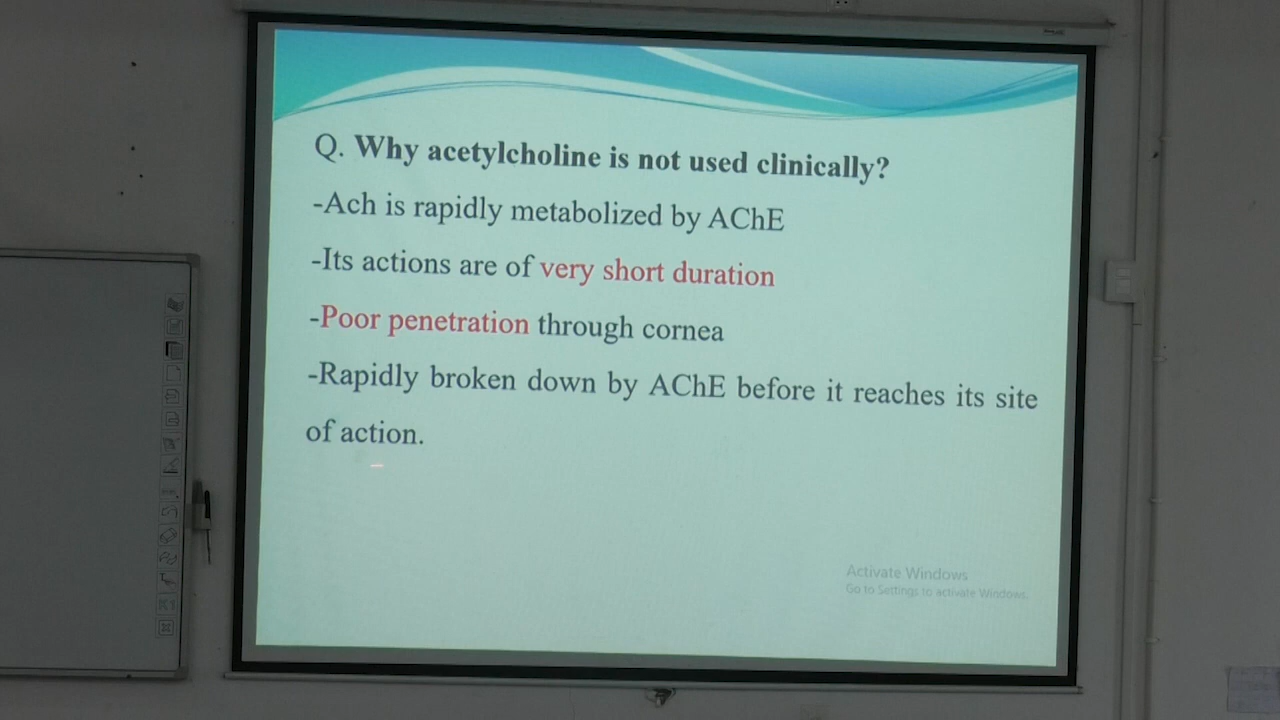 Q. Why acetylcholine is not used clinically?
-Ach is rapidly metabolized by AChE
-Its actions are of very short duration
-Poor penetration through cornea
-Rapidly broken down by AChE before it reaches its site
of action.
Activate Windows
Go to Settings to activate Windows.